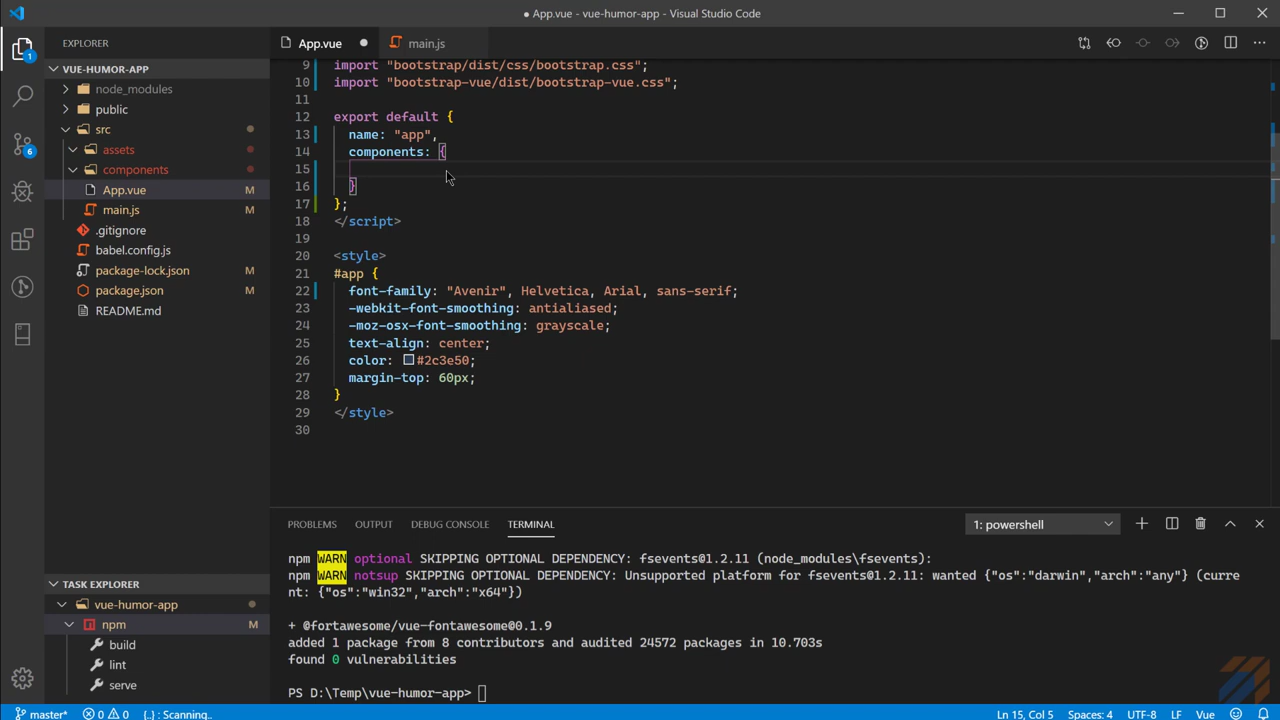 ● App.vue - vue-humor-app - Visual Studio Code
EXPLORER
VUE-HUMOR-APP
node_modules
public
src
assets
components
App.vue M
main.js M
.gitignore
babel.config.js
package-lock.json M
package.json M
README.md
TASK EXPLORER
vue-humor-app
npm M
build
lint
serve
App.vue ●
main.js
9 import "bootstrap/dist/css/bootstrap.css";
10 import "bootstrap-vue/dist/bootstrap-vue.css";
11
12 export default {
13 name: "app",
14 components: {
15
16 }
17 };
18 </script>
19
20 <style>
21 #app {
22 font-family: "Avenir", Helvetica, Arial, sans-serif;
23 -webkit-font-smoothing: antialiased;
24 -moz-osx-font-smoothing: grayscale;
25 text-align: center;
26 color: #2c3e50;
27 margin-top: 60px;
28 }
29 </style>
30
PROBLEMS OUTPUT DEBUG CONSOLE TERMINAL 1: powershell
npm WARN optional SKIPPING OPTIONAL DEPENDENCY: fsevents@1.2.11 (node_modules\fsevents):
npm WARN notsup SKIPPING OPTIONAL DEPENDENCY: Unsupported platform for fsevents@1.2.11: wanted {"os":"darwin","arch":"any"} (curre
nt: {"os":"win32","arch":"x64"})
+ @fortawesome/vue-fontawesome@0.1.9
added 1 package from 8 contributors and audited 24572 packages in 10.703s
found 0 vulnerabilities
PS D:\Temp\vue-humor-app>
1
6
master* 0 0 {..} : Scanning.. Ln 15, Col 5 Spaces: 4 UTF-8 LF Vue